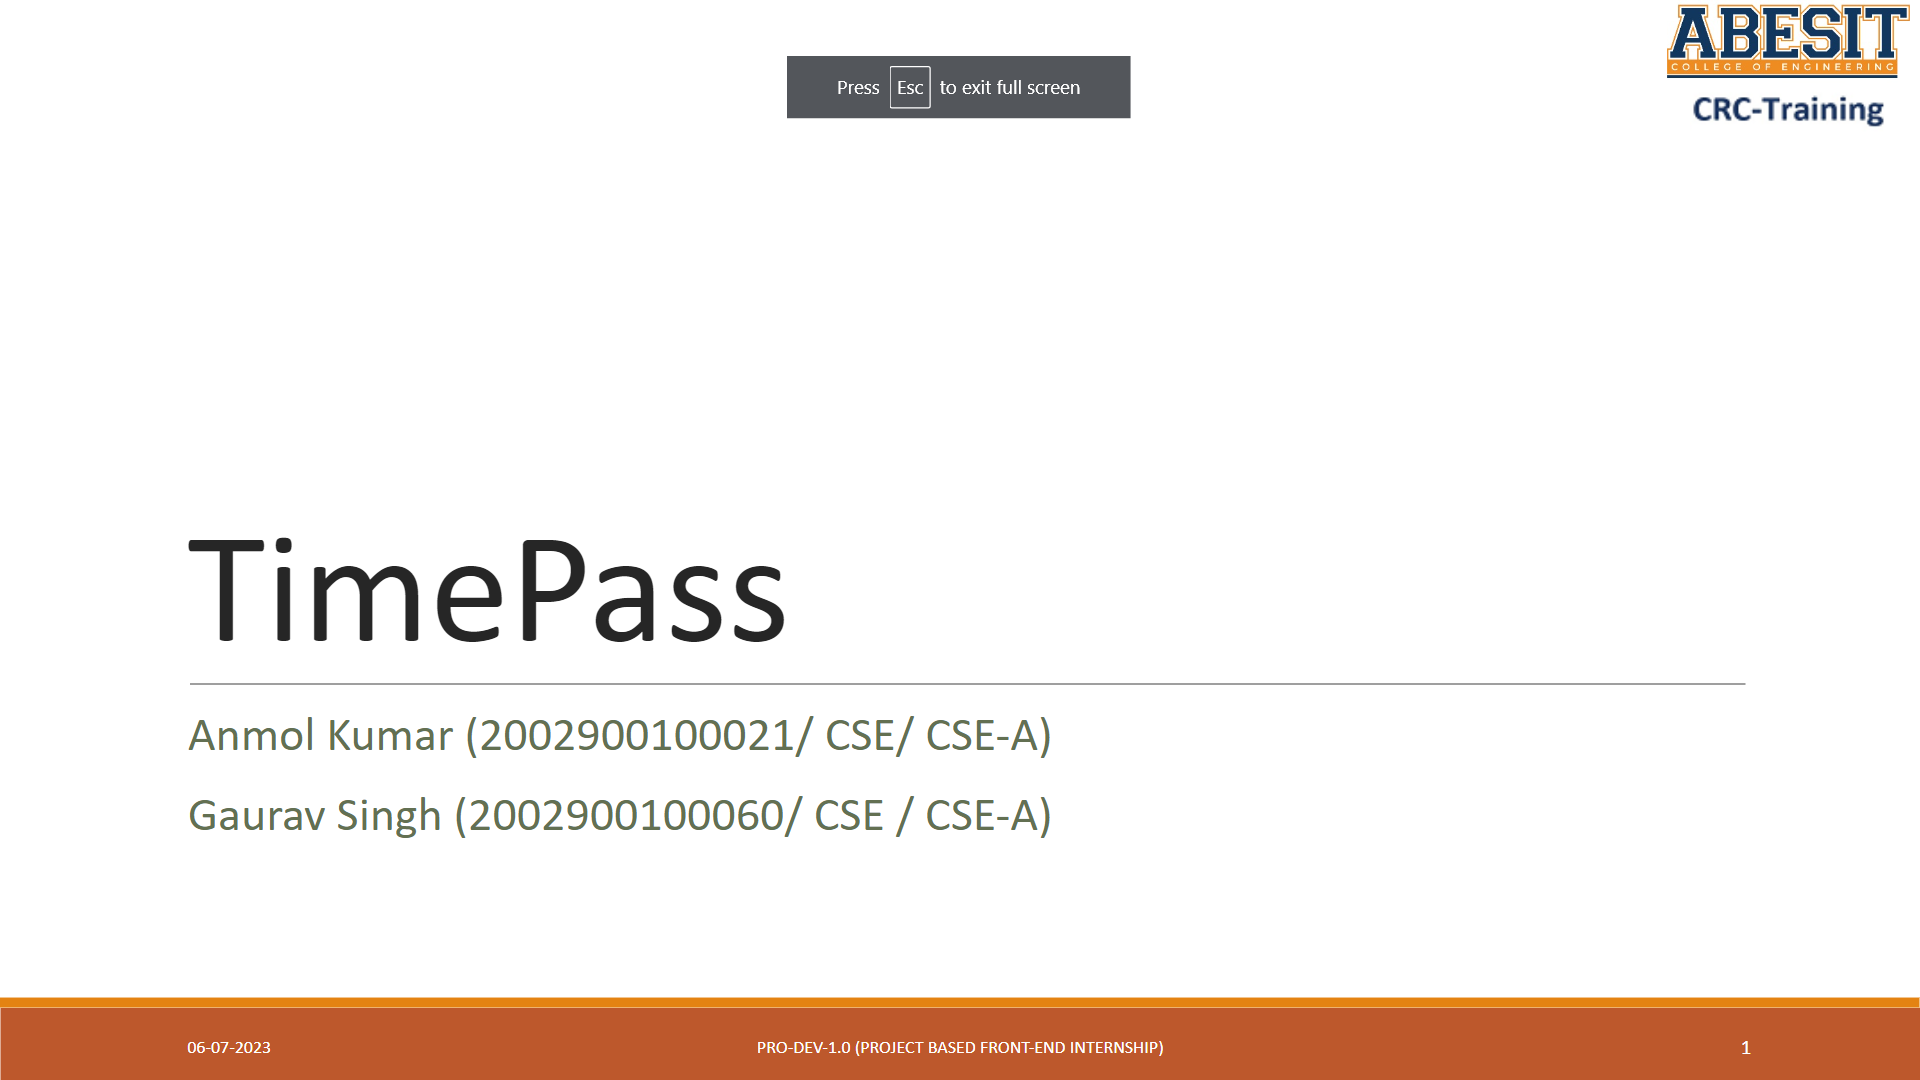 ABESIT
COLLEGE OF ENGINEERING
CRC-Training
Press Esc to exit full screen
TimePass
Anmol Kumar (2002900100021/ CSE/ CSE-A)
Gaurav Singh (2002900100060/ CSE / CSE-A)
06-07-2023
PRO-DEV-1.0 (PROJECT BASED FRONT-END INTERNSHIP)
1